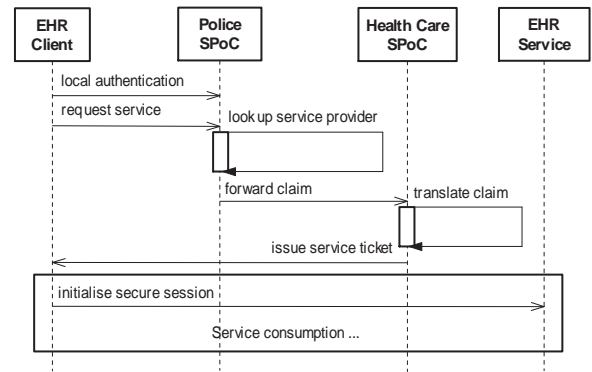 EHR Client
Police SPoC
Health Care SPoC
EHR Service
local authentication
request service
look up service provider
forward claim
translate claim
issue service ticket
initialise secure session
Service consumption ...